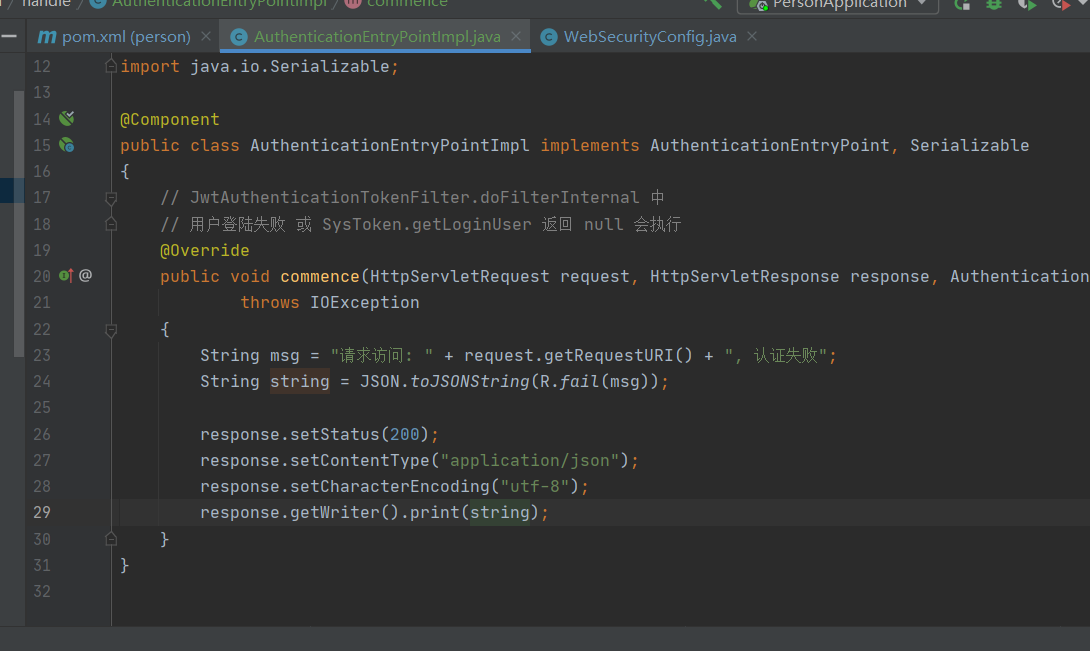 handle / AuthenticationEntryPointImpl / commence PersonApplication
pom.xml (person) AuthenticationEntryPointImpl.java WebSecurityConfig.java
12 import java.io.Serializable;
13
14 @Component
15 public class AuthenticationEntryPointImpl implements AuthenticationEntryPoint, Serializable
16 {
17 // JwtAuthenticationTokenFilter.doFilterInternal 中
18 // 用户登陆失败 或 SysToken.getLoginUser 返回 null 会执行
19 @Override
20 public void commence(HttpServletRequest request, HttpServletResponse response, Authentication
21 throws IOException
22 {
23 String msg = "请求访问: " + request.getRequestURI() + ", 认证失败";
24 String string = JSON.toJSONString(R.fail(msg));
25
26 response.setStatus(200);
27 response.setContentType("application/json");
28 response.setCharacterEncoding("utf-8");
29 response.getWriter().print(string);
30 }
31 }
32